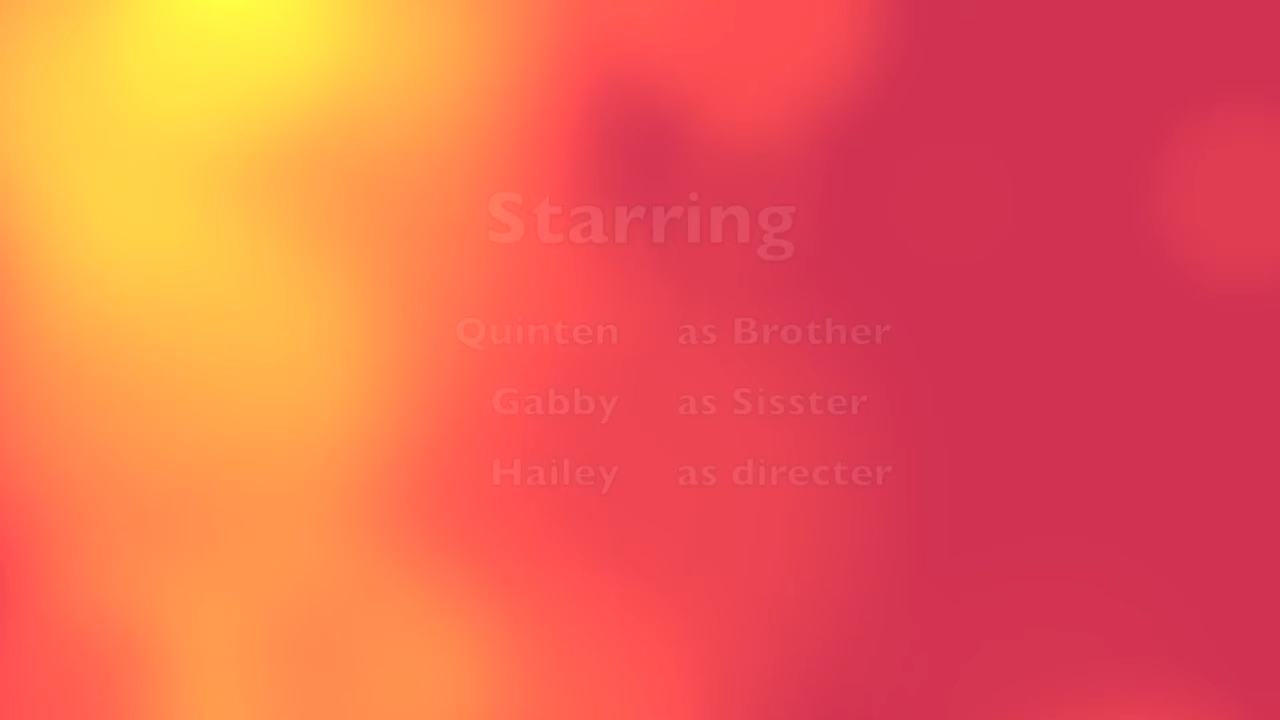 Starring
Quinten as Brother
Gabby as Sisster
Hailey as directer